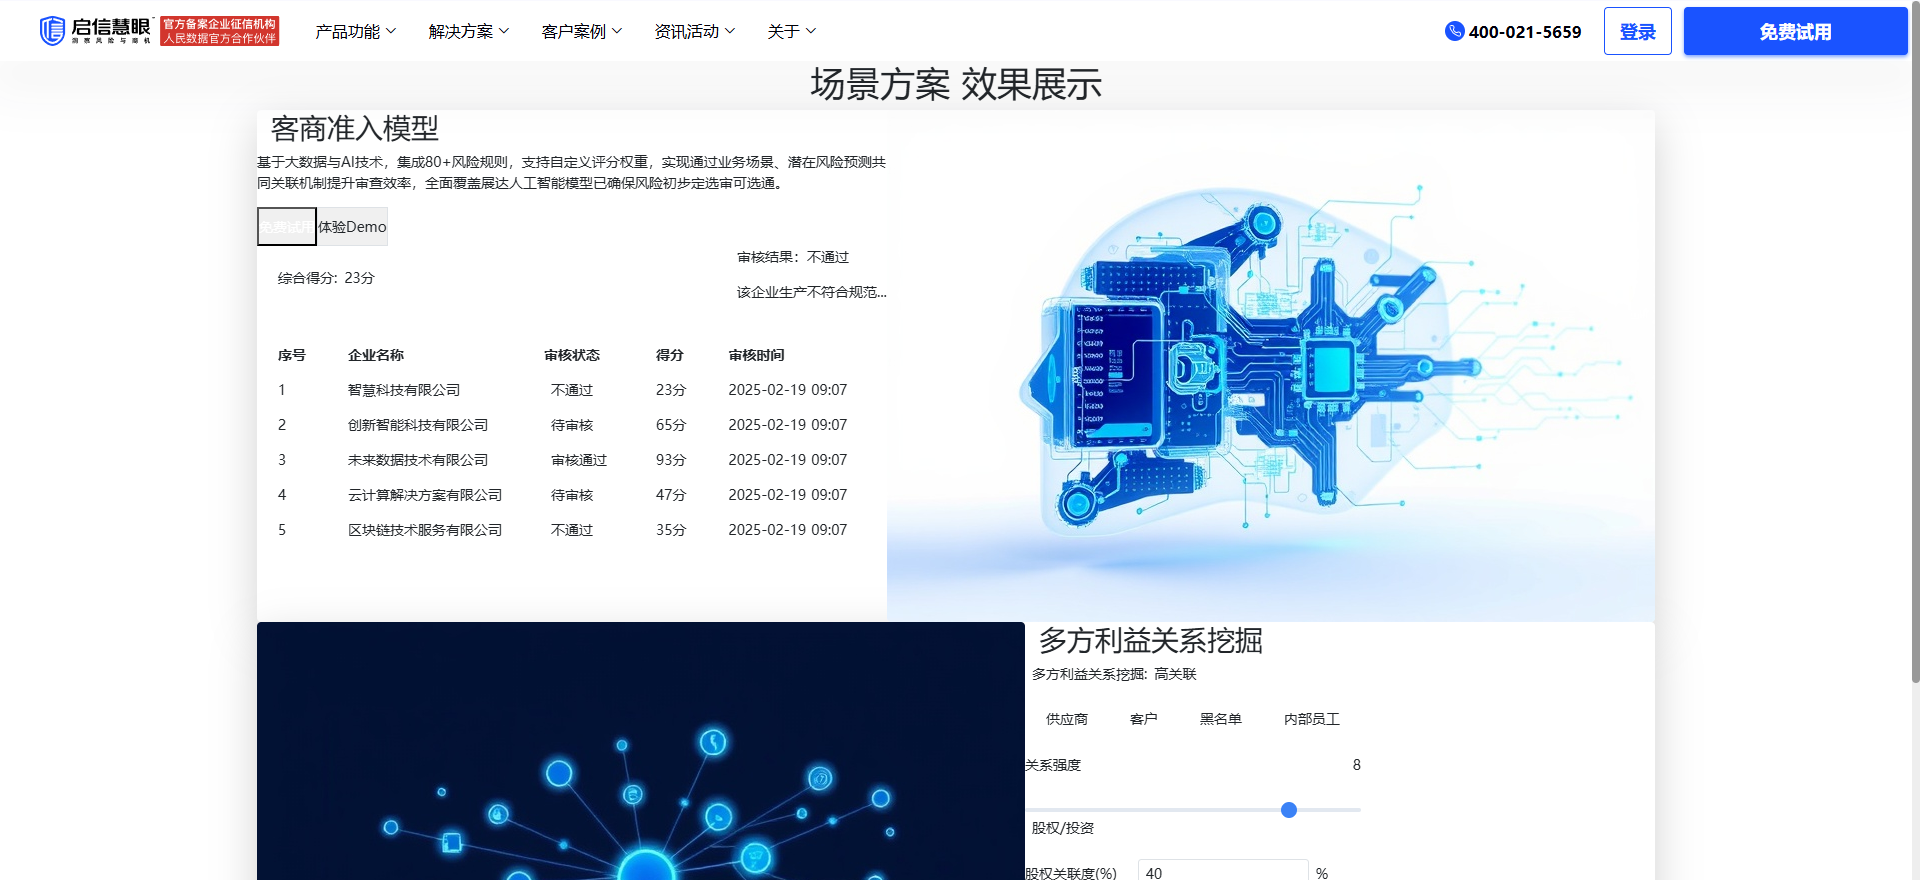 启信慧眼
洞察风险与商机
官方备案企业征信机构
人民数据官方合作伙伴
产品功能
解决方案
客户案例
资讯活动
关于
400-021-5659
登录
免费试用
场景方案 效果展示
客商准入模型
基于大数据与AI技术，集成80+风险规则，支持自定义评分权重，实现通过业务场景、潜在风险预测共
同关联机制提升审查效率，全面覆盖展达人工智能模型已确保风险初步定选审可选通。
免费试用 体验Demo
审核结果：不通过
综合得分: 23分
该企业生产不符合规范...
序号 企业名称 审核状态 得分 审核时间
1 智慧科技有限公司 不通过 23分 2025-02-19 09:07
2 创新智能科技有限公司 待审核 65分 2025-02-19 09:07
3 未来数据技术有限公司 审核通过 93分 2025-02-19 09:07
4 云计算解决方案有限公司 待审核 47分 2025-02-19 09:07
5 区块链技术服务有限公司 不通过 35分 2025-02-19 09:07
多方利益关系挖掘
多方利益关系挖掘: 高关联
供应商 客户 黑名单 内部员工
关系强度 8
股权/投资
股权关联度(%) 40 %